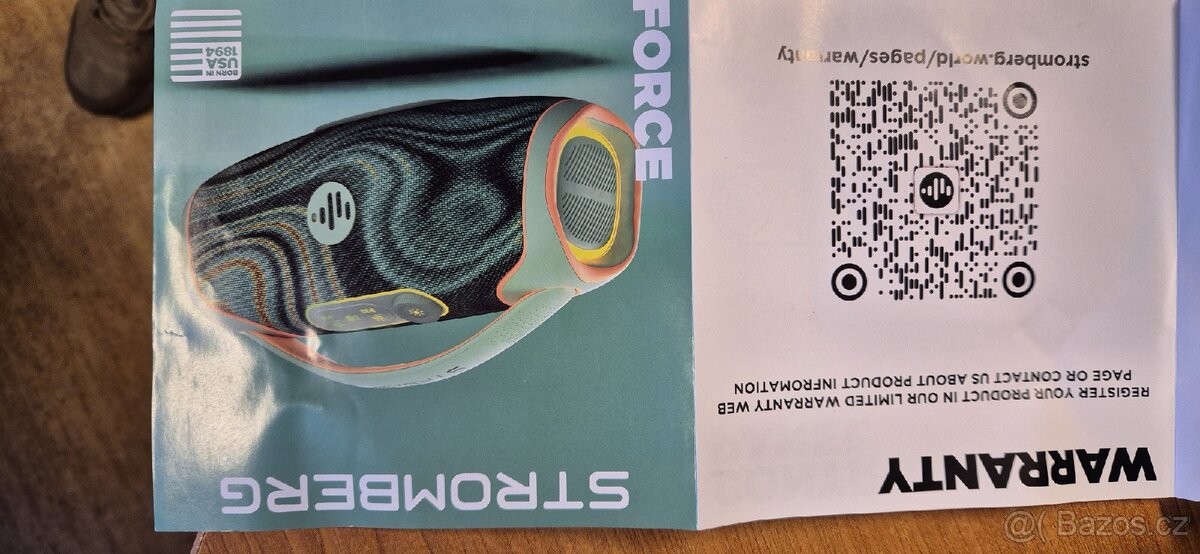 STROMBERG
FORCE
BORN IN
USA
1894
WARRANTY
REGISTER YOUR PRODUCT IN OUR LIMITED WARRANTY WEB
PAGE OR CONTACT US ABOUT PRODUCT INFROMATION
stromberg.world/pages/warranty
@( Bazos.cz